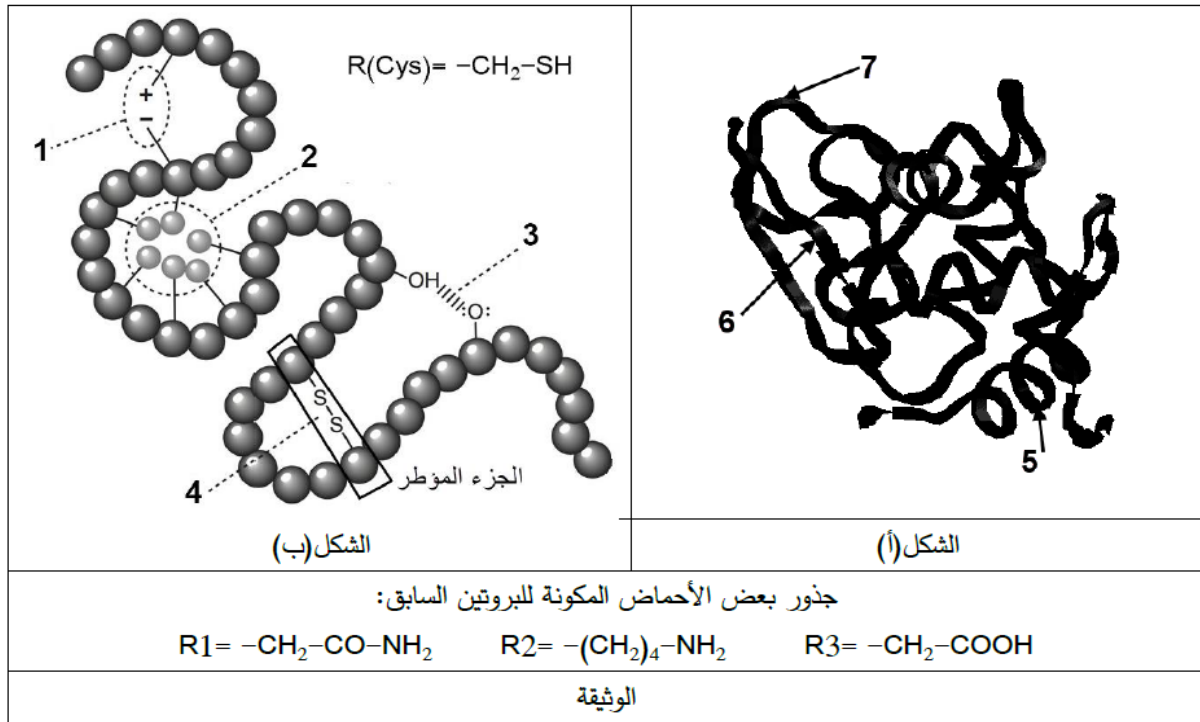 R(Cys)= −CH₂−SH
1
+
−
2
3
OH
:O:
S
S
4
الجزء المؤطر
7
6
5
الشكل(أ)
الشكل(ب)
جذور بعض الأحماض المكونة للبروتين السابق:
R1= −CH₂−CO−NH₂ R2= −(CH₂)₄−NH₂ R3= −CH₂−COOH
الوثيقة